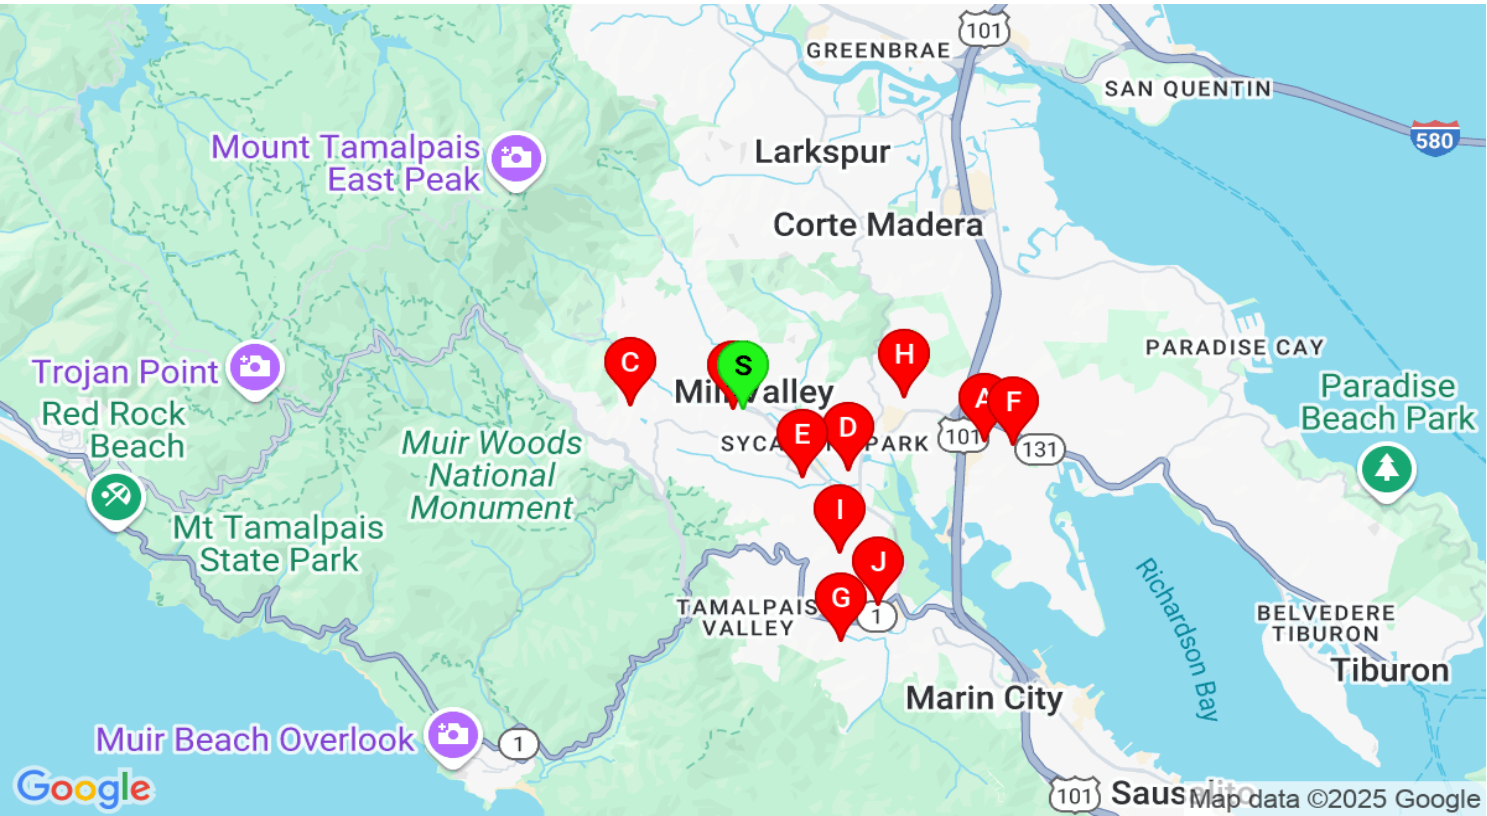 101
GREENBRAE
SAN QUENTIN
580
Mount Tamalpais
East Peak
Larkspur
Corte Madera
PARADISE CAY
Trojan Point
C
S
H
Mill Valley
A
F
Paradise
Beach Park
Red Rock
Beach
Muir Woods
National
Monument
E
D
PARK
101
131
Mt Tamalpais
State Park
I
J
G
TAMALPAIS
VALLEY
1
Richardson Bay
BELVEDERE
TIBURON
Tiburon
Marin City
Muir Beach Overlook
1
Google
101
Map data ©2025 Google